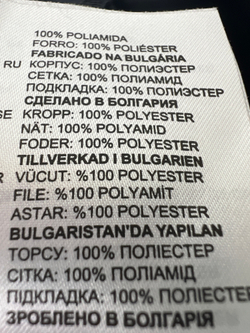 100% POLIAMIDA
FORRO: 100% POLIÉSTER
FABRICADO NA BULGÁRIA
RU КОРПУС: 100% ПОЛИЭСТЕР
СЕТКА: 100% ПОЛИАМИД
ПОДКЛАДКА: 100% ПОЛИЭСТЕР
СДЕЛАНО В БОЛГАРИЯ
SE KROPP: 100% POLYESTER
NÄT: 100% POLYAMID
FODER: 100% POLYESTER
TILLVERKAD I BULGARIEN
VÜCUT: %100 POLYESTER
FILE: %100 POLYAMİT
ASTAR: %100 POLYESTER
BULGARISTAN'DA YAPILAN
ТОРСУ: 100% ПОЛІЕСТЕР
СІТКА: 100% ПОЛІАМІД
ПІДКЛАДКА: 100% ПОЛІЕСТЕР
ЗРОБЛЕНО В БОЛГАРІЯ